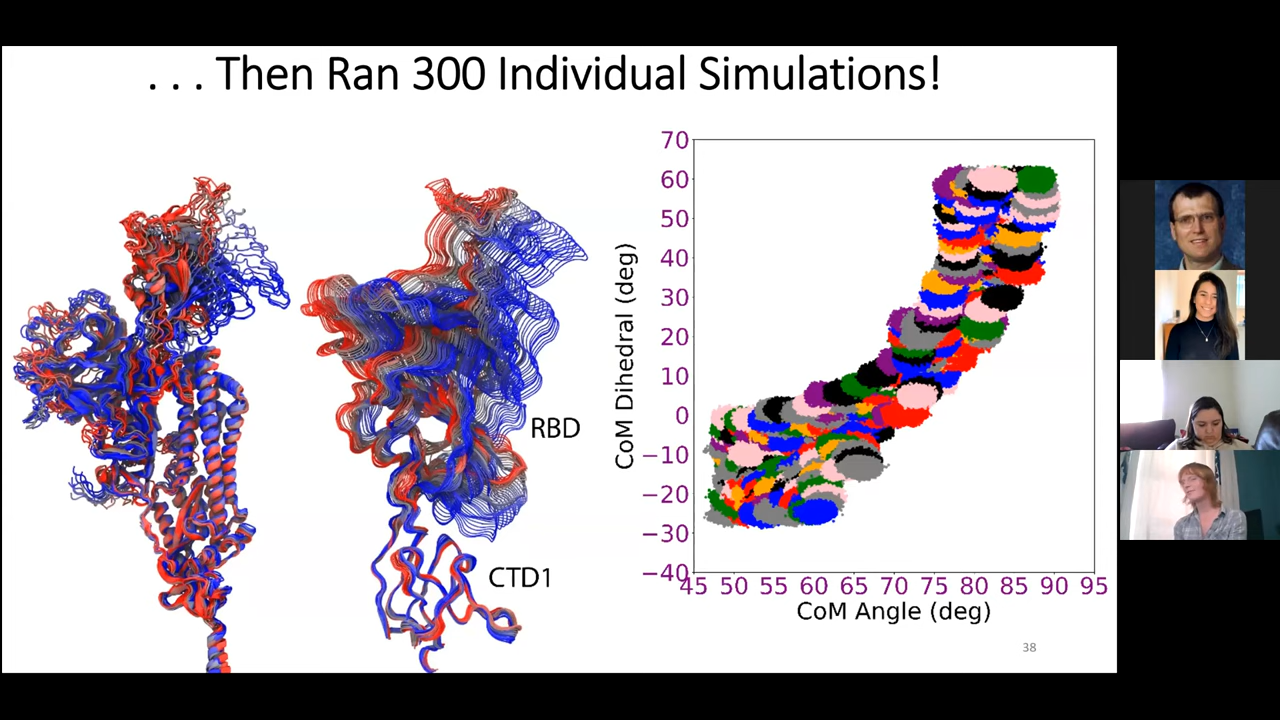 . . . Then Ran 300 Individual Simulations!
RBD
CTD1
CoM Dihedral (deg)
70
60
50
40
30
20
10
0
−10
−20
−30
−40
45 50 55 60 65 70 75 80 85 90 95
CoM Angle (deg)
38